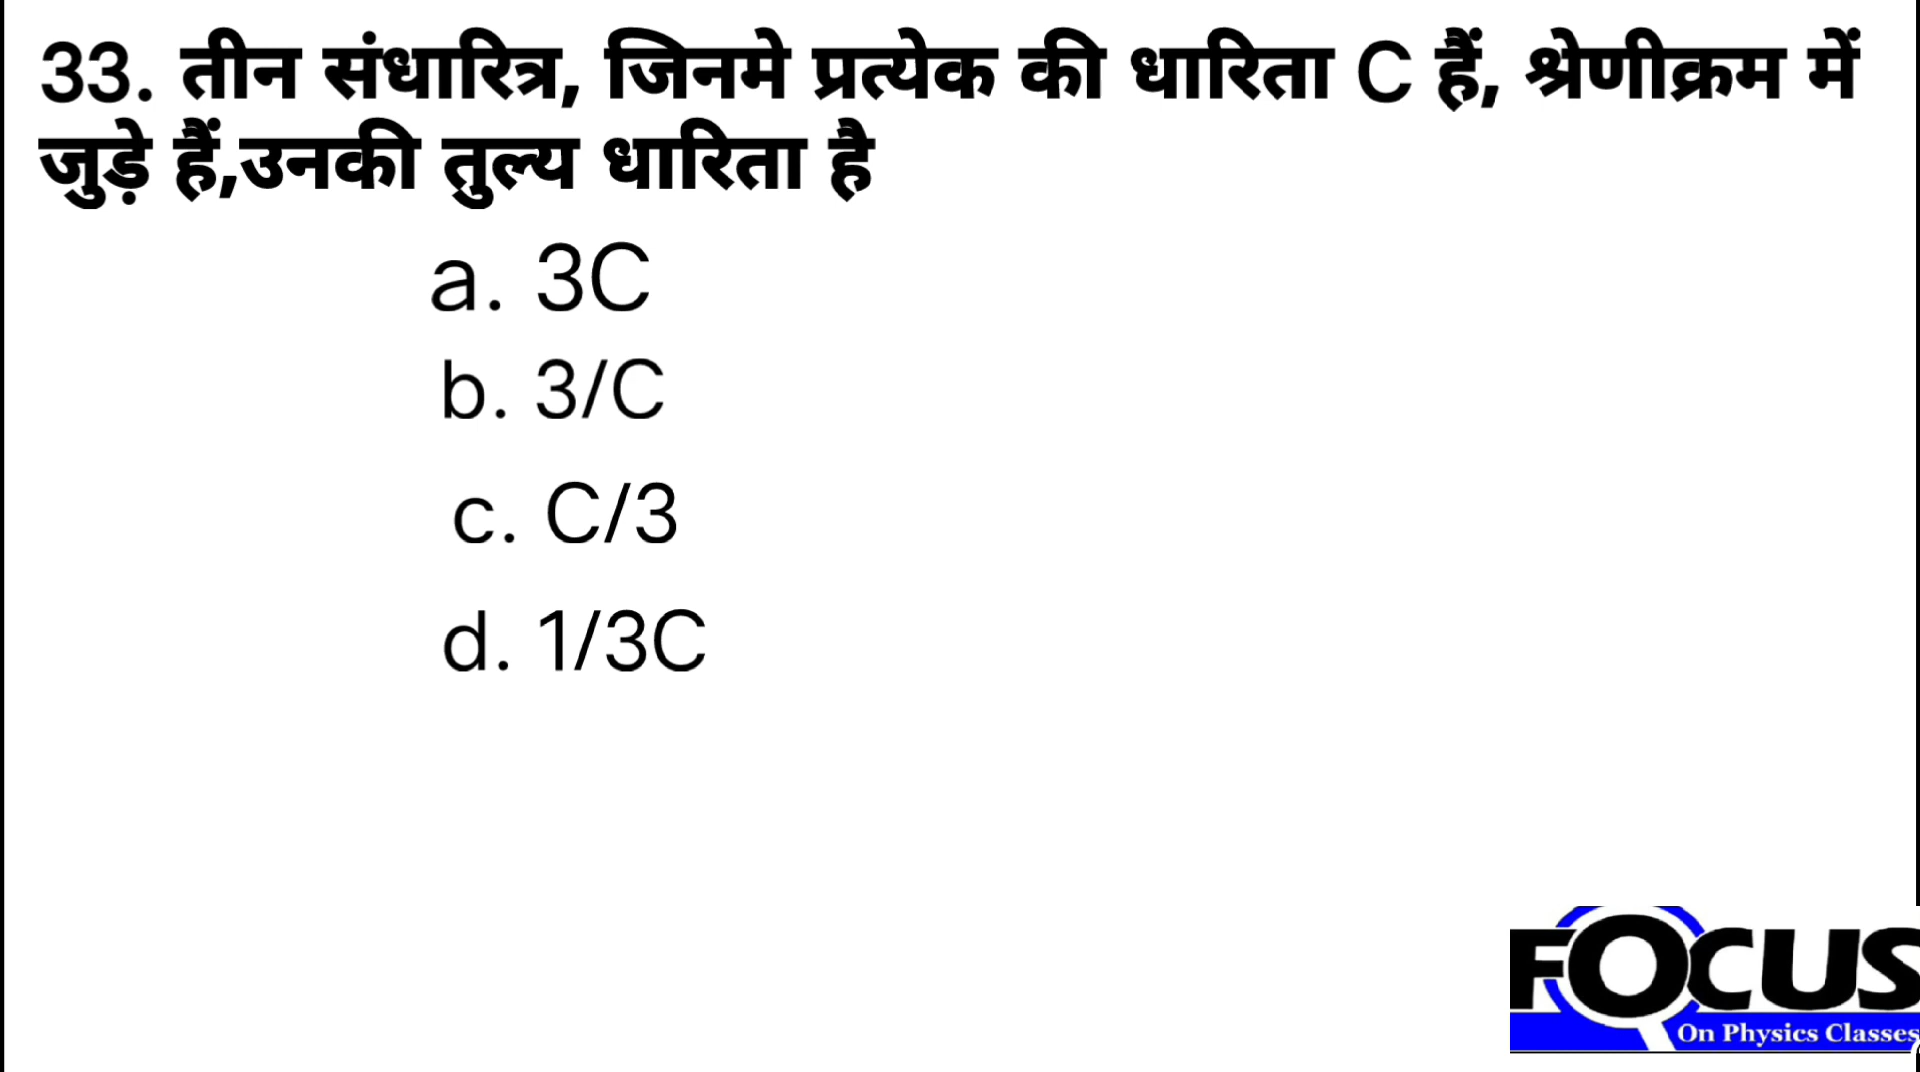 33. तीन संधारित्र, जिनमे प्रत्येक की धारिता C हैं, श्रेणीक्रम में
जुड़े हैं,उनकी तुल्य धारिता है
a. 3C
b. 3/C
c. C/3
d. 1/3C
FOCUS
On Physics Classes